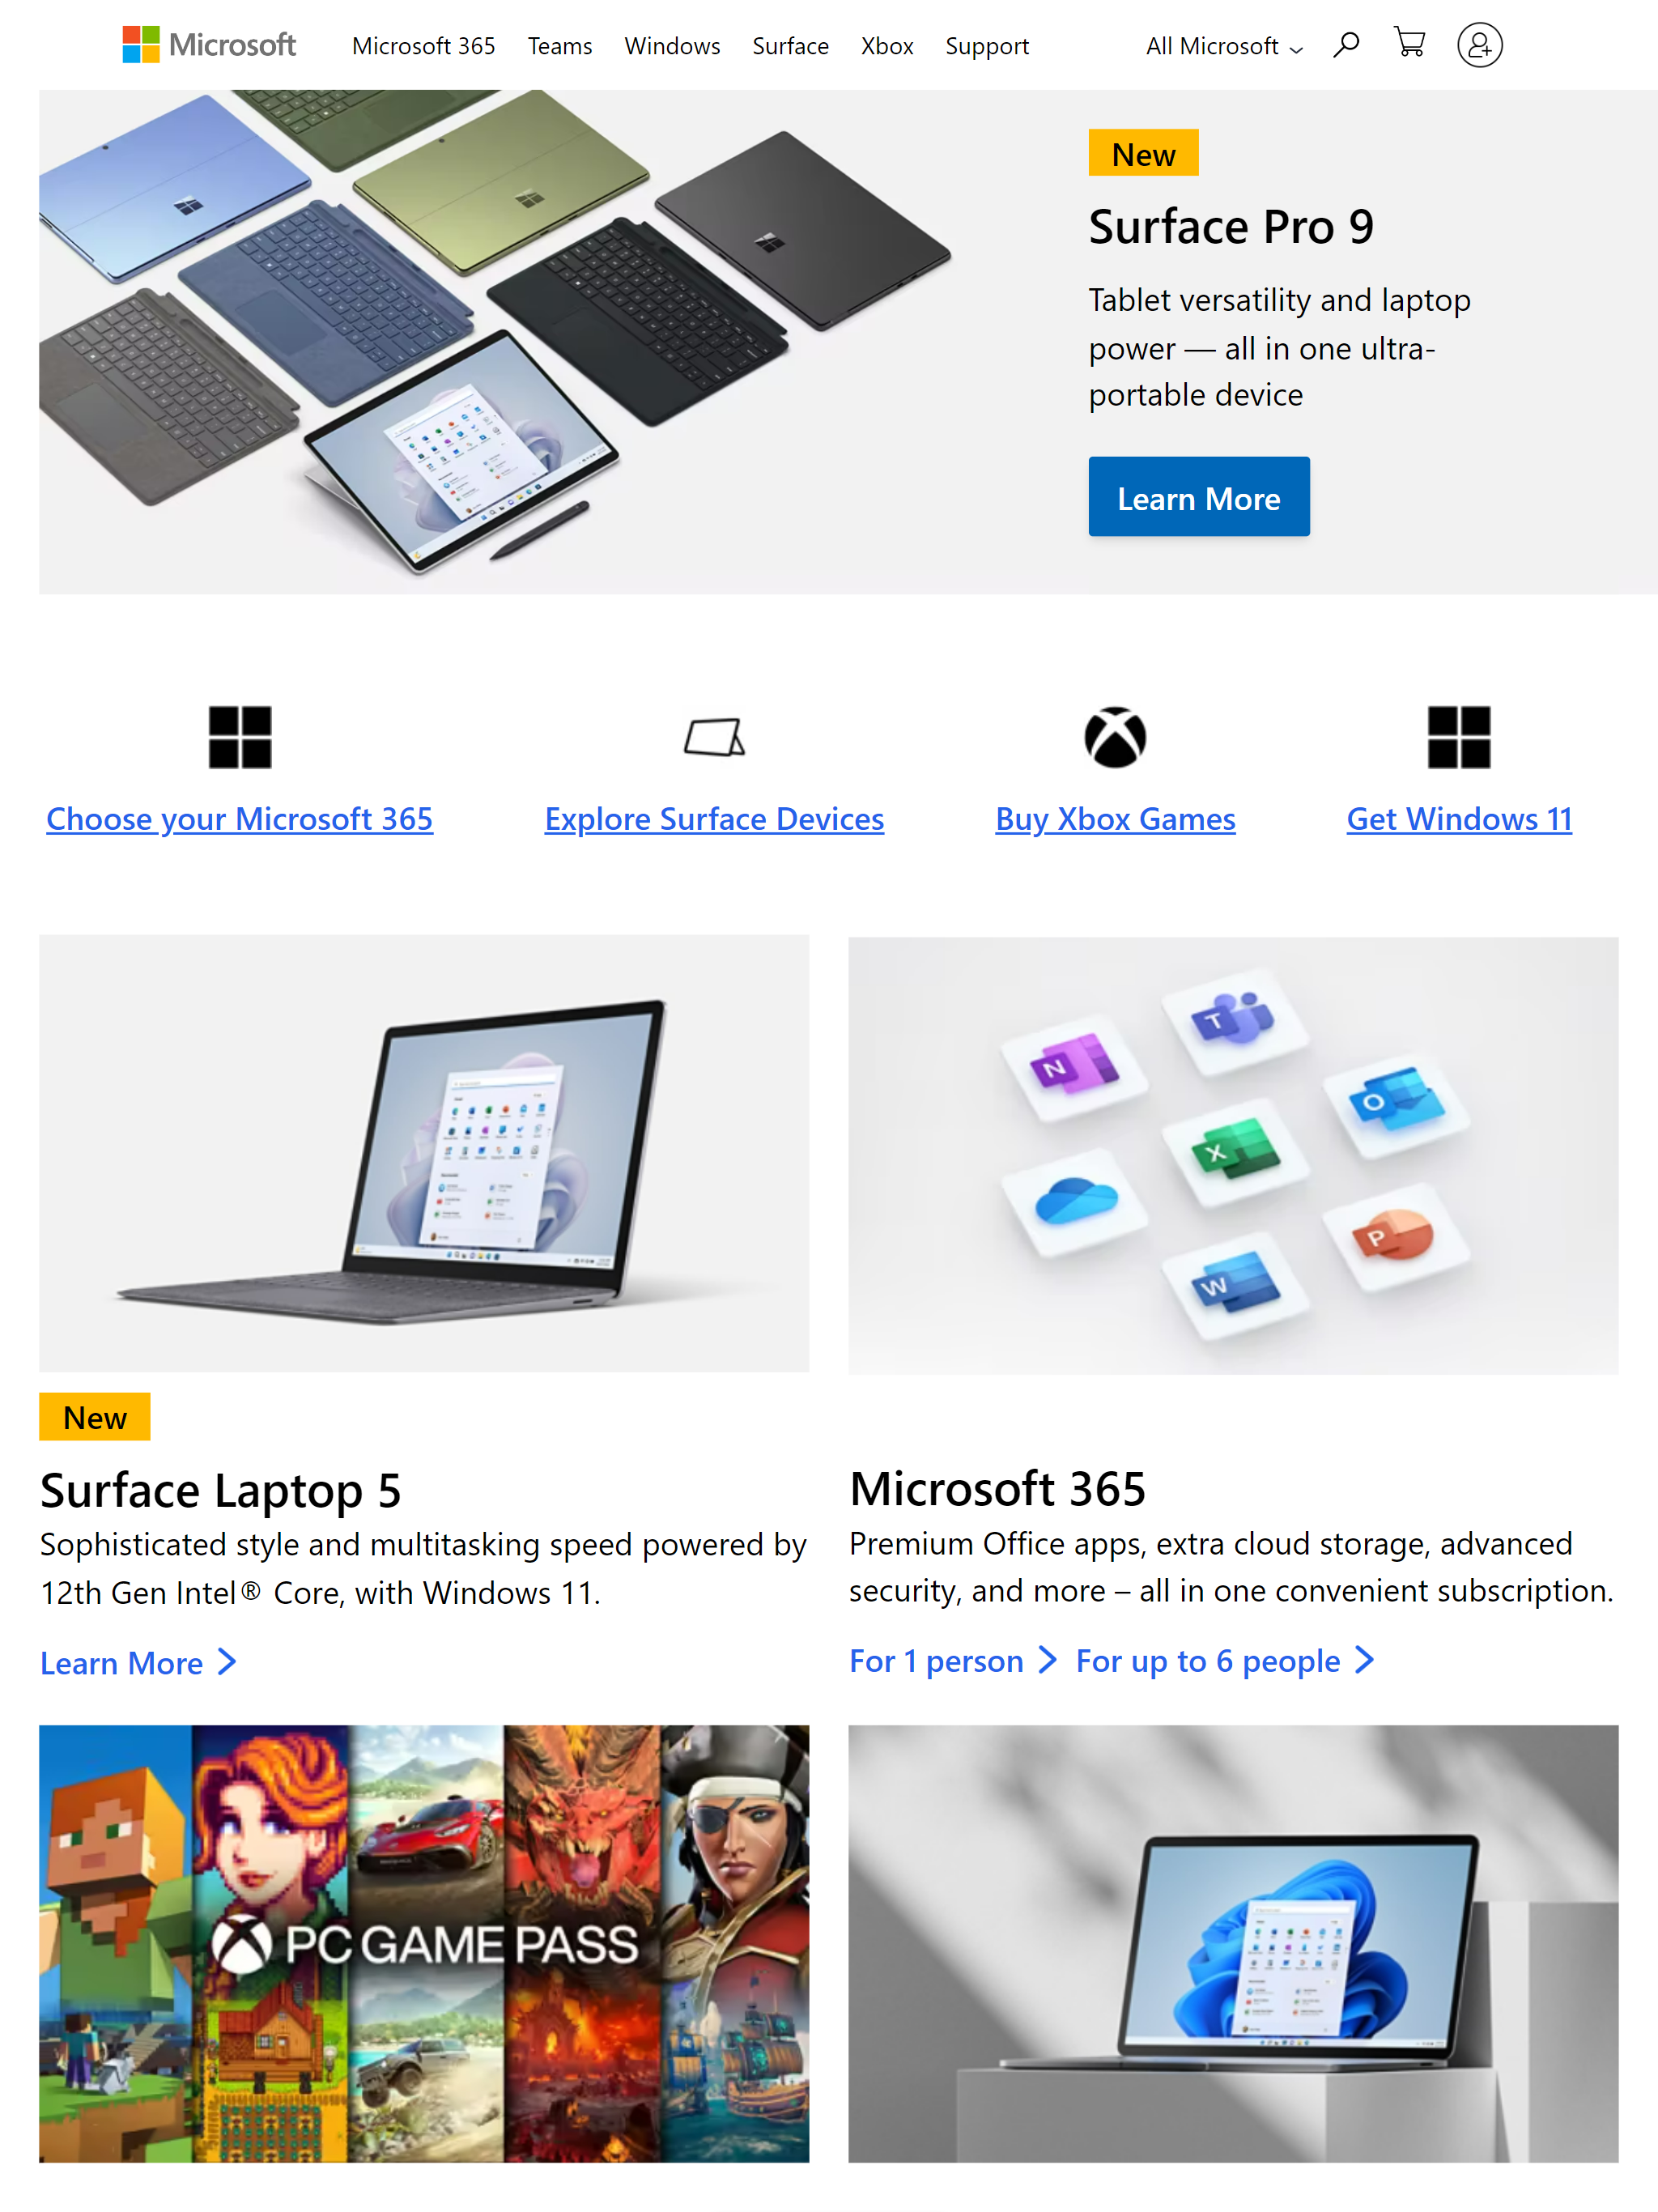 Microsoft
Microsoft 365 Teams Windows Surface Xbox Support All Microsoft
New
Surface Pro 9
Tablet versatility and laptop
power — all in one ultra-
portable device
Learn More
Choose your Microsoft 365
Explore Surface Devices
Buy Xbox Games
Get Windows 11
N
T
O
X
P
W
New
Surface Laptop 5
Sophisticated style and multitasking speed powered by
12th Gen Intel® Core, with Windows 11.
Learn More
Microsoft 365
Premium Office apps, extra cloud storage, advanced
security, and more – all in one convenient subscription.
For 1 person For up to 6 people
PC GAME PASS